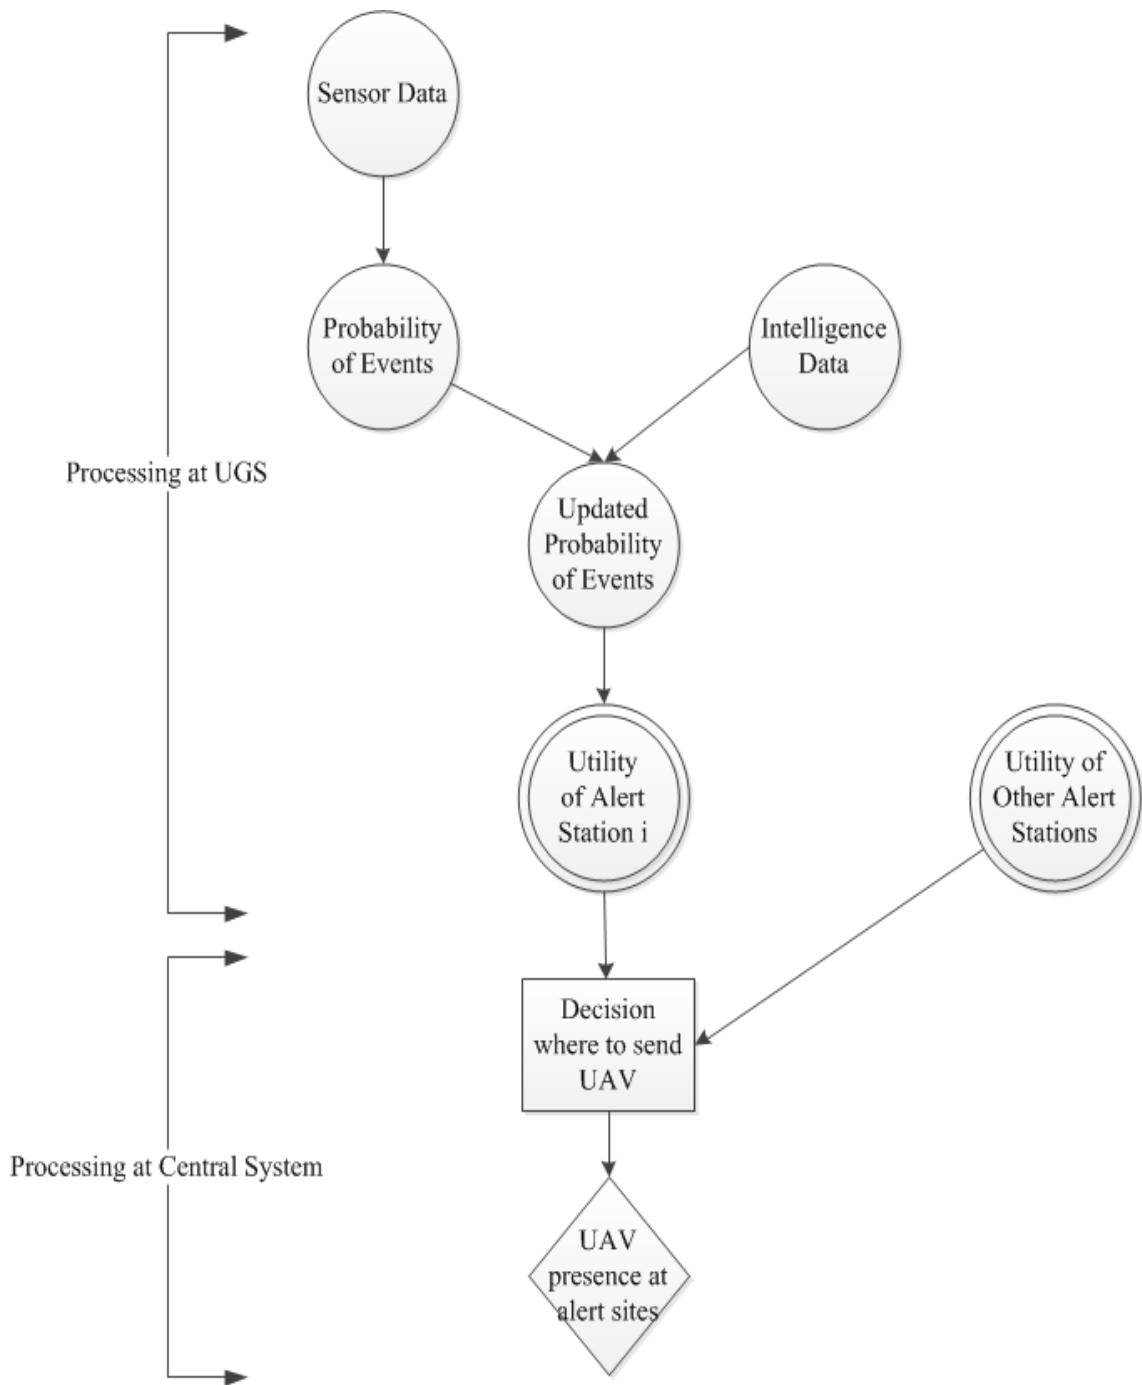 Sensor Data
Probability
of Events
Intelligence
Data
Processing at UGS
Updated
Probability
of Events
Utility
of Alert
Station i
Utility of
Other Alert
Stations
Decision
where to send
UAV
Processing at Central System
UAV
presence at
alert sites